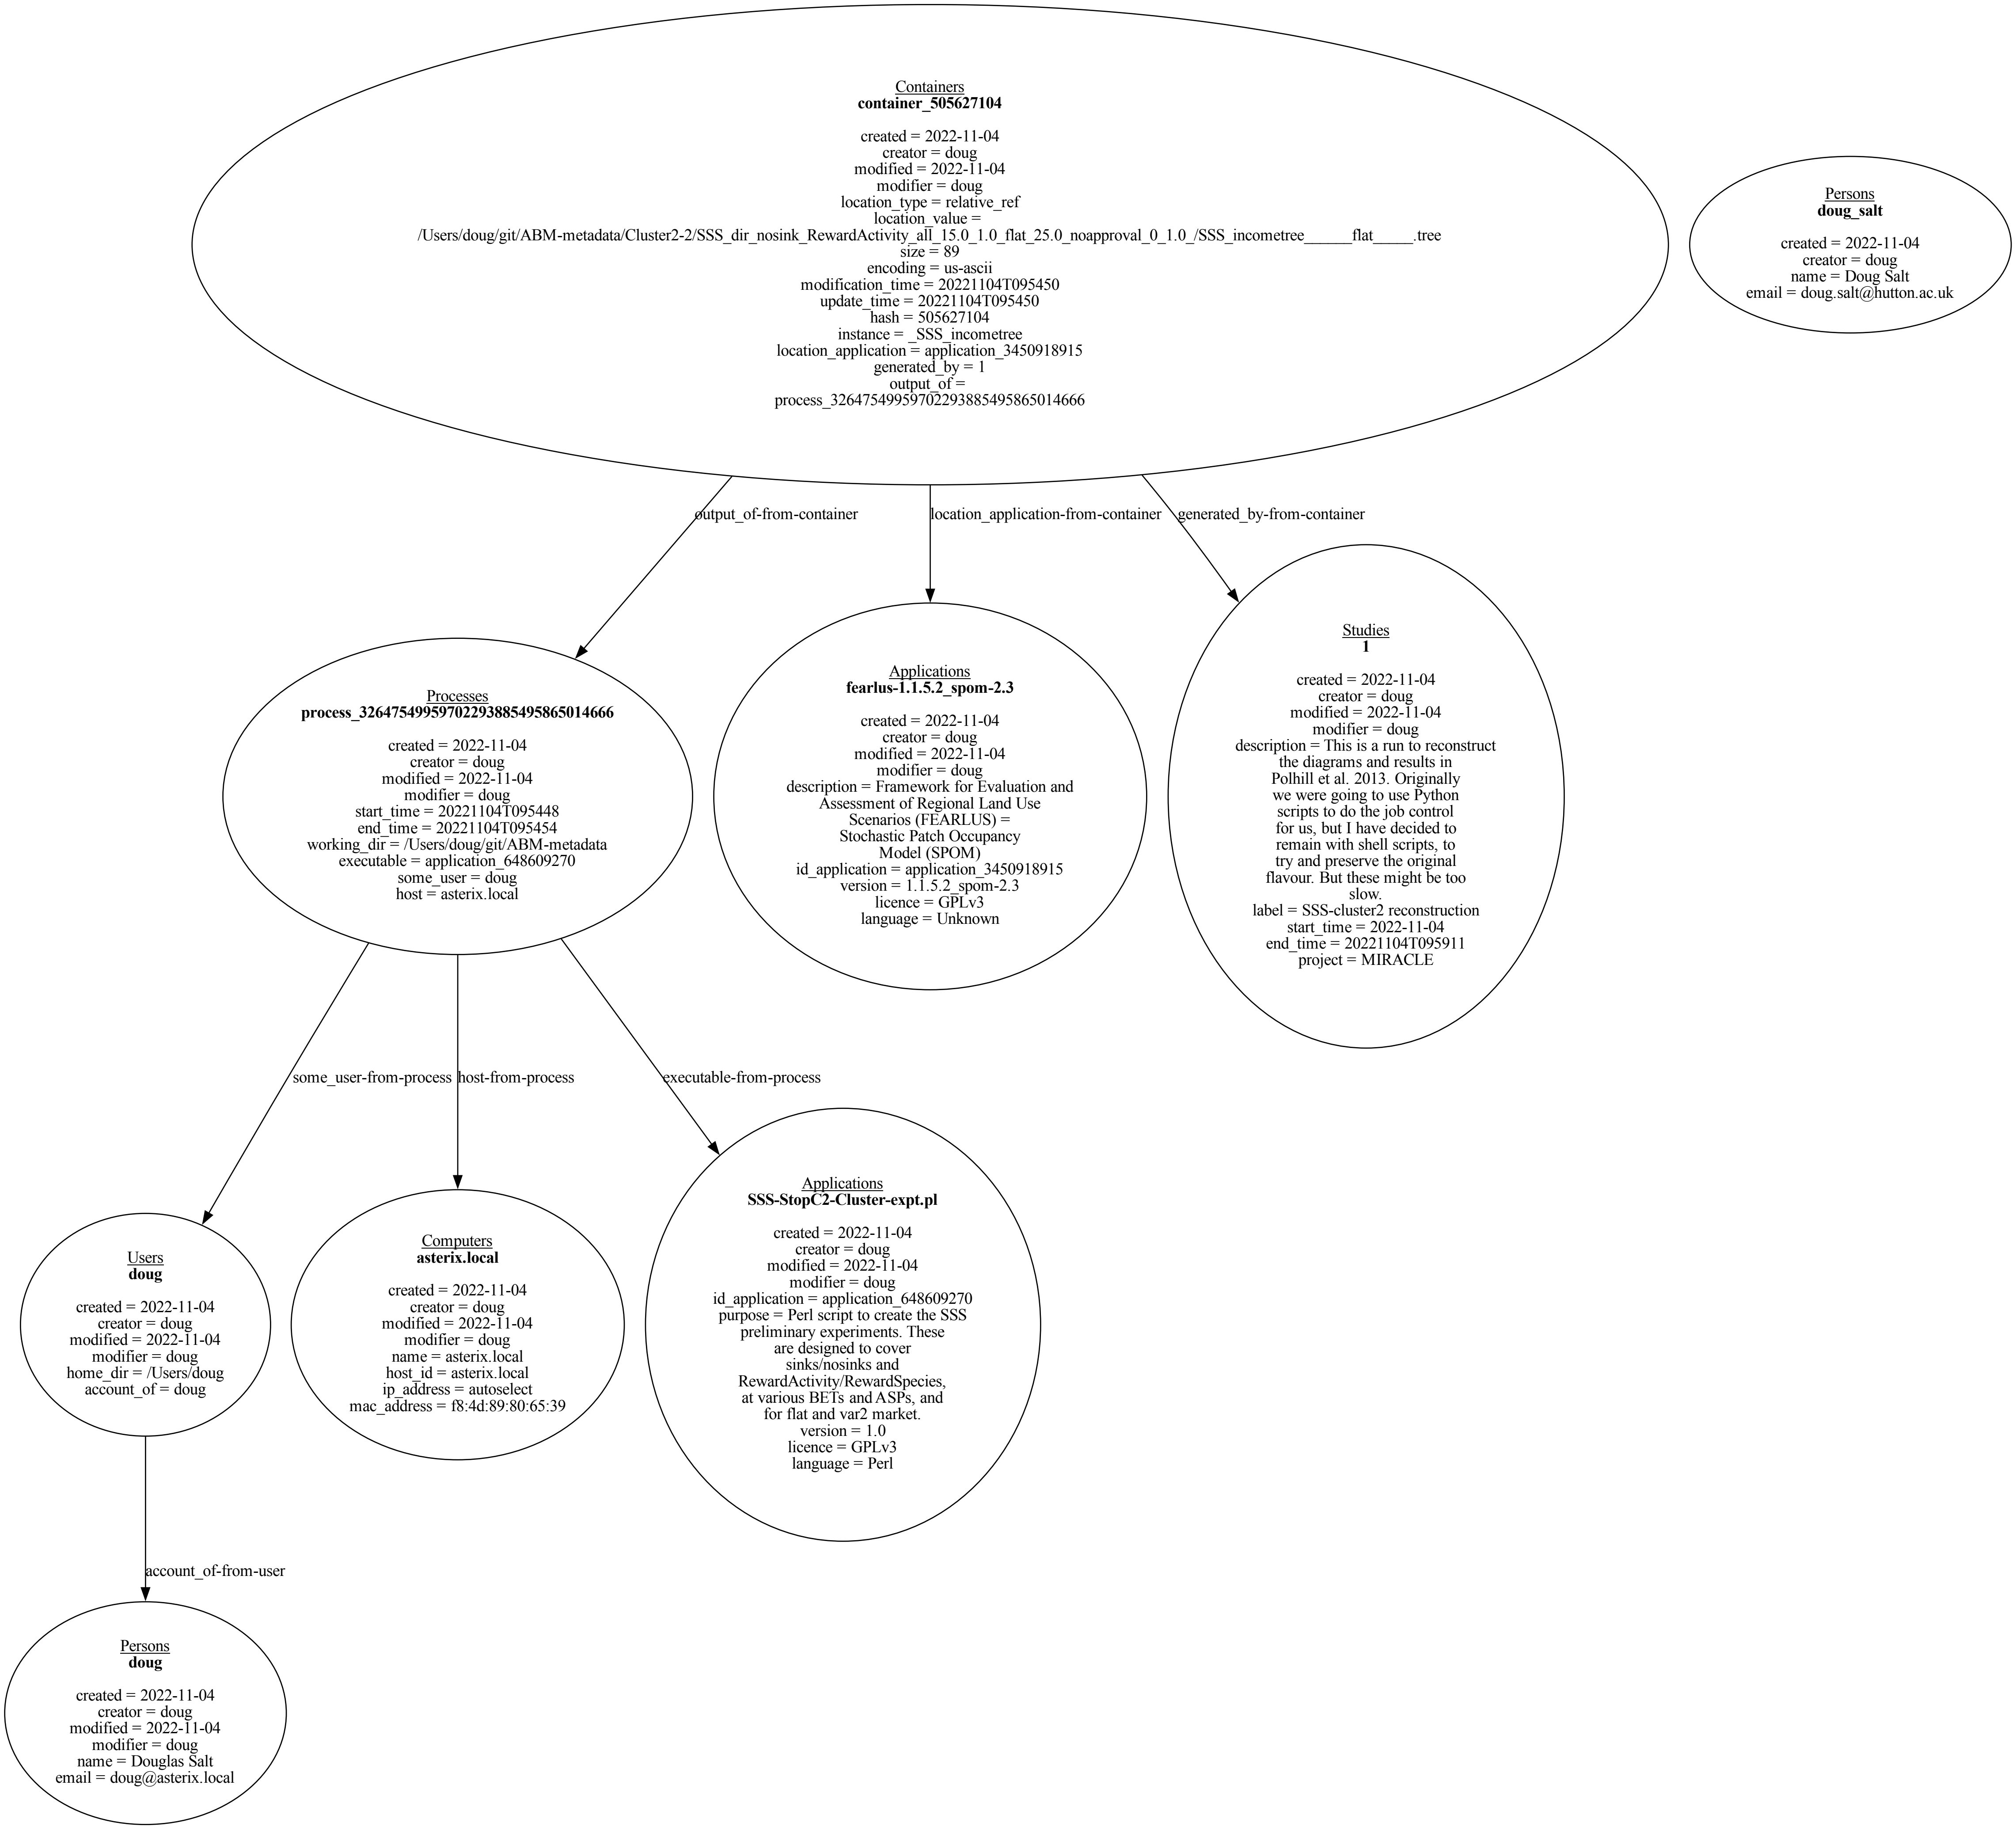 Containers
container_505627104
created = 2022-11-04
creator = doug
modified = 2022-11-04
modifier = doug
location_type = relative_ref
location_value =
/Users/doug/git/ABM-metadata/Cluster2-2/SSS_dir_nosink_RewardActivity_all_15.0_1.0_flat_25.0_noapproval_0_1.0_/SSS_incometree______flat_____.tree
size = 89
encoding = us-ascii
modification_time = 20221104T095450
update_time = 20221104T095450
hash = 505627104
instance = _SSS_incometree
location_application = application_3450918915
generated_by = 1
output_of =
process_32647549959702293885495865014666
Persons
doug_salt
created = 2022-11-04
creator = doug
name = Doug Salt
email = doug.salt@hutton.ac.uk
output_of-from-container
location_application-from-container
generated_by-from-container
Processes
process_32647549959702293885495865014666
created = 2022-11-04
creator = doug
modified = 2022-11-04
modifier = doug
start_time = 20221104T095448
end_time = 20221104T095454
working_dir = /Users/doug/git/ABM-metadata
executable = application_648609270
some_user = doug
host = asterix.local
Applications
fearlus-1.1.5.2_spom-2.3
created = 2022-11-04
creator = doug
modified = 2022-11-04
modifier = doug
description = Framework for Evaluation and
Assessment of Regional Land Use
Scenarios (FEARLUS) =
Stochastic Patch Occupancy
Model (SPOM)
id_application = application_3450918915
version = 1.1.5.2_spom-2.3
licence = GPLv3
language = Unknown
Studies
1
created = 2022-11-04
creator = doug
modified = 2022-11-04
modifier = doug
description = This is a run to reconstruct
the diagrams and results in
Polhill et al. 2013. Originally
we were going to use Python
scripts to do the job control
for us, but I have decided to
remain with shell scripts, to
try and preserve the original
flavour. But these might be too
slow.
label = SSS-cluster2 reconstruction
start_time = 2022-11-04
end_time = 20221104T095911
project = MIRACLE
some_user-from-process
host-from-process
executable-from-process
Users
doug
created = 2022-11-04
creator = doug
modified = 2022-11-04
modifier = doug
home_dir = /Users/doug
account_of = doug
Computers
asterix.local
created = 2022-11-04
creator = doug
modified = 2022-11-04
modifier = doug
name = asterix.local
host_id = asterix.local
ip_address = autoselect
mac_address = f8:4d:89:80:65:39
Applications
SSS-StopC2-Cluster-expt.pl
created = 2022-11-04
creator = doug
modified = 2022-11-04
modifier = doug
id_application = application_648609270
purpose = Perl script to create the SSS
preliminary experiments. These
are designed to cover
sinks/nosinks and
RewardActivity/RewardSpecies,
at various BETs and ASPs, and
for flat and var2 market.
version = 1.0
licence = GPLv3
language = Perl
account_of-from-user
Persons
doug
created = 2022-11-04
creator = doug
modified = 2022-11-04
modifier = doug
name = Douglas Salt
email = doug@asterix.local